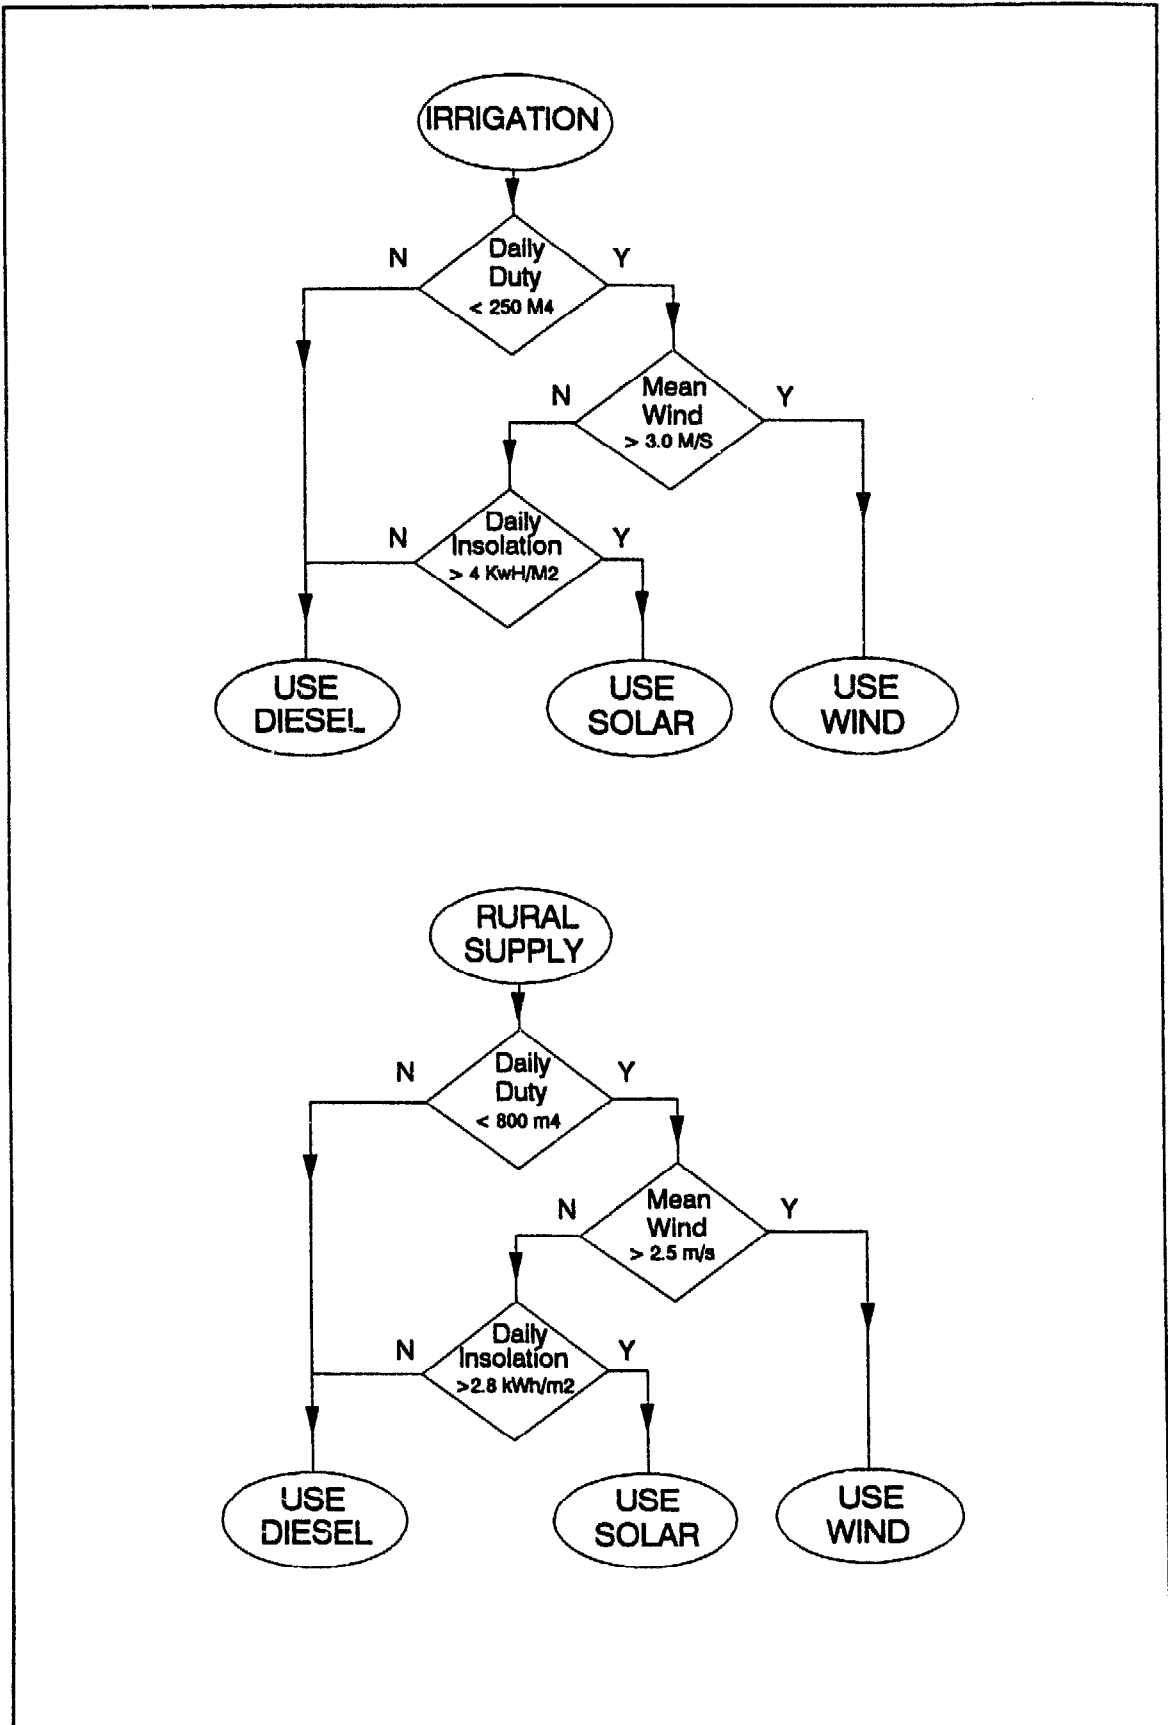 IRRIGATION
N
Daily
Duty
< 250 M4
Y
N
Mean
Wind
> 3.0 M/S
Y
N
Daily
Insolation
> 4 KwH/M2
Y
USE
DIESEL
USE
SOLAR
USE
WIND
RURAL
SUPPLY
N
Daily
Duty
< 800 m4
Y
N
Mean
Wind
> 2.5 m/s
Y
N
Daily
Insolation
>2.8 kWh/m2
Y
USE
DIESEL
USE
SOLAR
USE
WIND